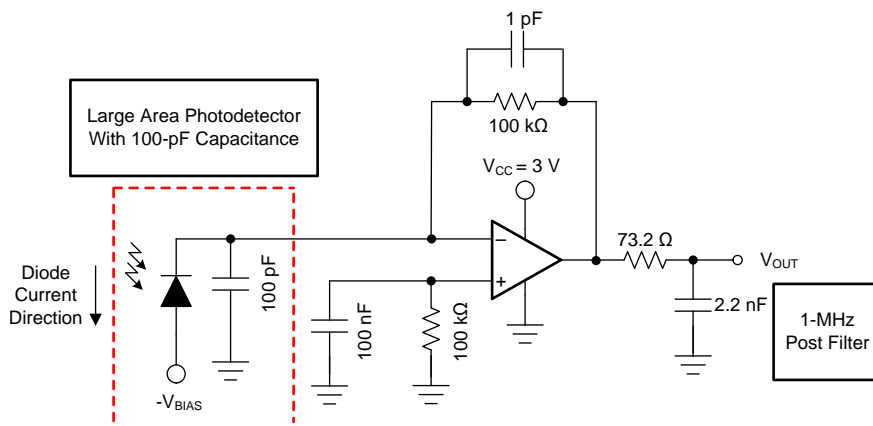 1 pF
Large Area Photodetector
With 100-pF Capacitance
100 kΩ
VCC = 3 V
73.2 Ω
VOUT
Diode
Current
Direction
100 pF
−
+
100 nF
100 kΩ
2.2 nF
1-MHz
Post Filter
-VBIAS